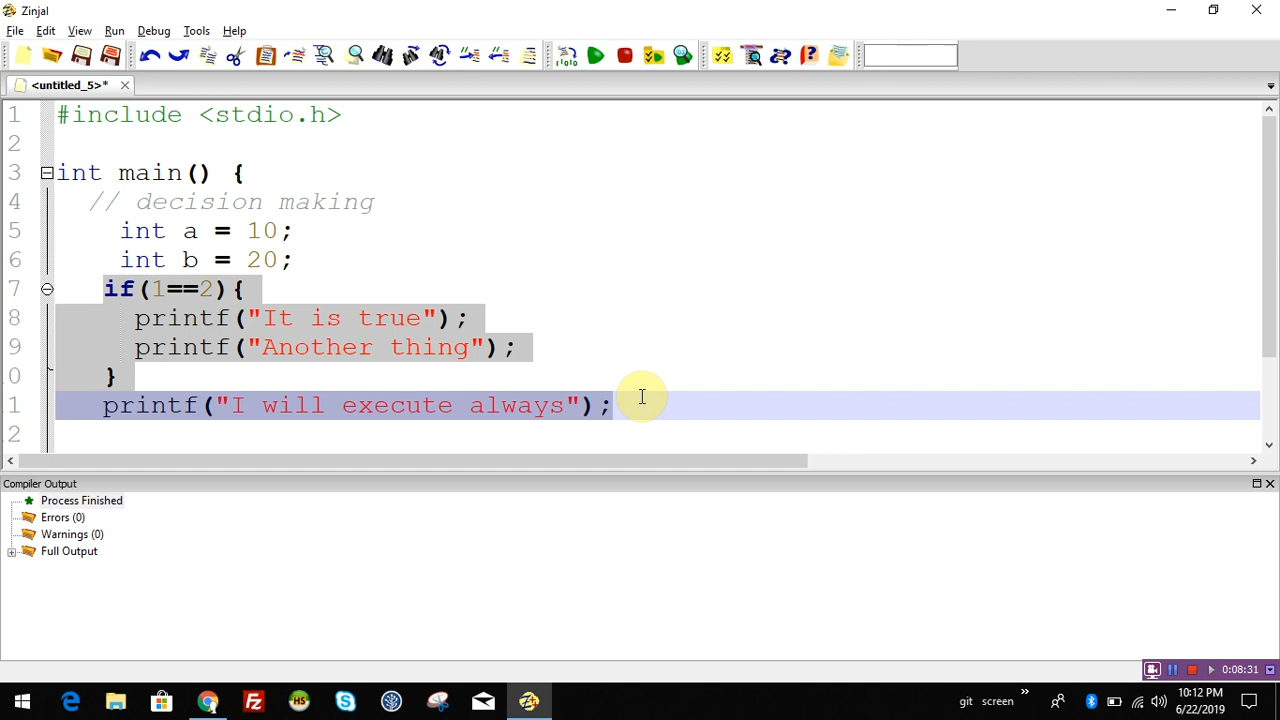 Zinjal
File Edit View Run Debug Tools Help
<untitled_5>*
1 #include <stdio.h>
2
3 int main() {
4 // decision making
5 int a = 10;
6 int b = 20;
7 if(1==2){
8 printf("It is true");
9 printf("Another thing");
0 }
1 printf("I will execute always");
2
Compiler Output
Process Finished
Errors (0)
Warnings (0)
Full Output
0:08:31
git screen
10:12 PM
6/22/2019